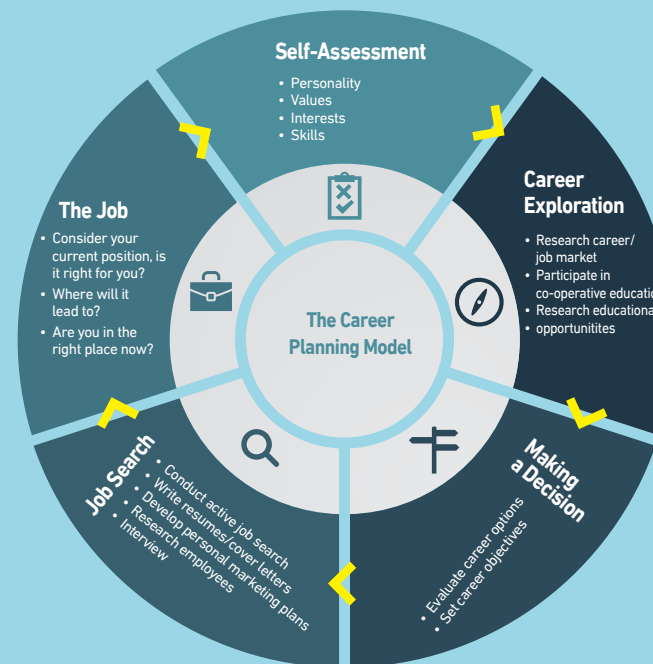 Self-Assessment
• Personality
• Values
• Interests
• Skills
Career
Exploration
• Research career/
job market
• Participate in
co-operative educatio
• Research educationa
• opportunitites
Making
a Decision
• Evaluate career options
• Set career objectives
Job Search
• Conduct active job search
• Write resumes/cover letters
• Develop personal marketing plans
• Research employees
• Interview
The Job
• Consider your
current position, is
it right for you?
• Where will it
lead to?
• Are you in the
right place now?
The Career
Planning Model